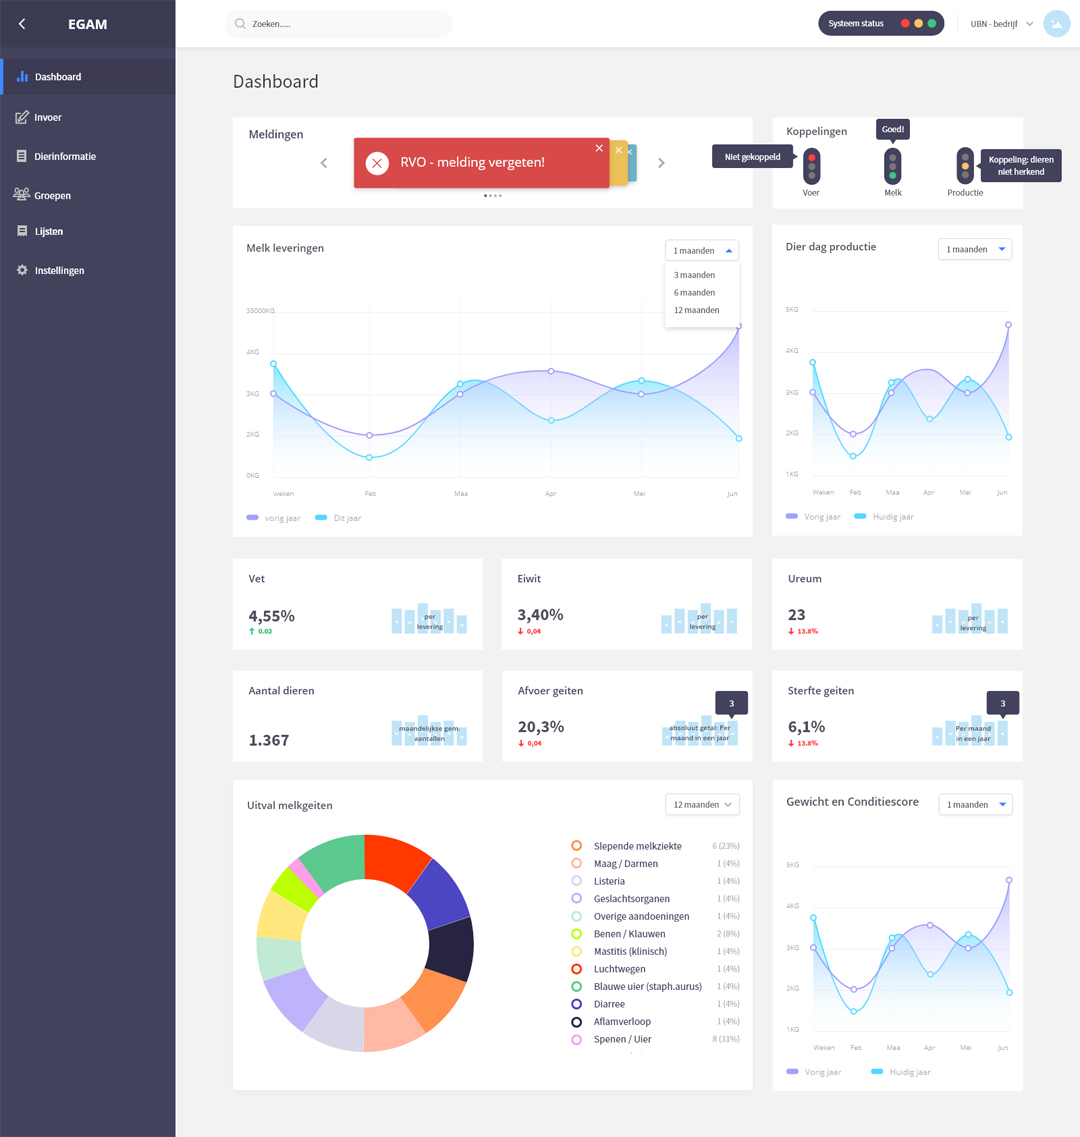 EGAM
Zoeken.....
Systeem status
UBN - bedrijf
Dashboard
Invoer
Dierinformatie
Groepen
Lijsten
Instellingen
Dashboard
Meldingen
RVO - melding vergeten!
Koppelingen
Goed!
Niet gekoppeld
Koppeling: dieren
niet herkend
Voer
Melk
Productie
Melk leveringen
1 maanden
3 maanden
6 maanden
12 maanden
35000KG
4KG
3KG
2KG
0KG
weken Feb Maa Apr Mei Jun
vorig jaar Dit jaar
Dier dag productie
1 maanden
5KG
4KG
3KG
2KG
1KG
Weken Feb Maa Apr Mei Jun
Vorig jaar Huidig jaar
Vet
4,55%
0.02
per
levering
Eiwit
3,40%
0,04
per
levering
Ureum
23
13.8%
per
levering
Aantal dieren
1.367
maandelijkse gem.
aantallen
Afvoer geiten
3
20,3%
0,04
absoluut getal: Per
maand in een jaar
Sterfte geiten
3
6,1%
13.8%
Per maand
in een jaar
Uitval melkgeiten
12 maanden
Slepende melkziekte 6 (23%)
Maag / Darmen 1 (4%)
Listeria 1 (4%)
Geslachtsorganen 1 (4%)
Overige aandoeningen 1 (4%)
Benen / Klauwen 2 (8%)
Mastitis (klinisch) 1 (4%)
Luchtwegen 1 (4%)
Blauwe uier (staph.aurus) 1 (4%)
Diarree 1 (4%)
Aflamverloop 1 (4%)
Spenen / Uier 8 (31%)
Gewicht en Conditiescore
1 maanden
5KG
4KG
3KG
2KG
1KG
Weken Feb Maa Apr Mei Jun
Vorig jaar Huidig jaar